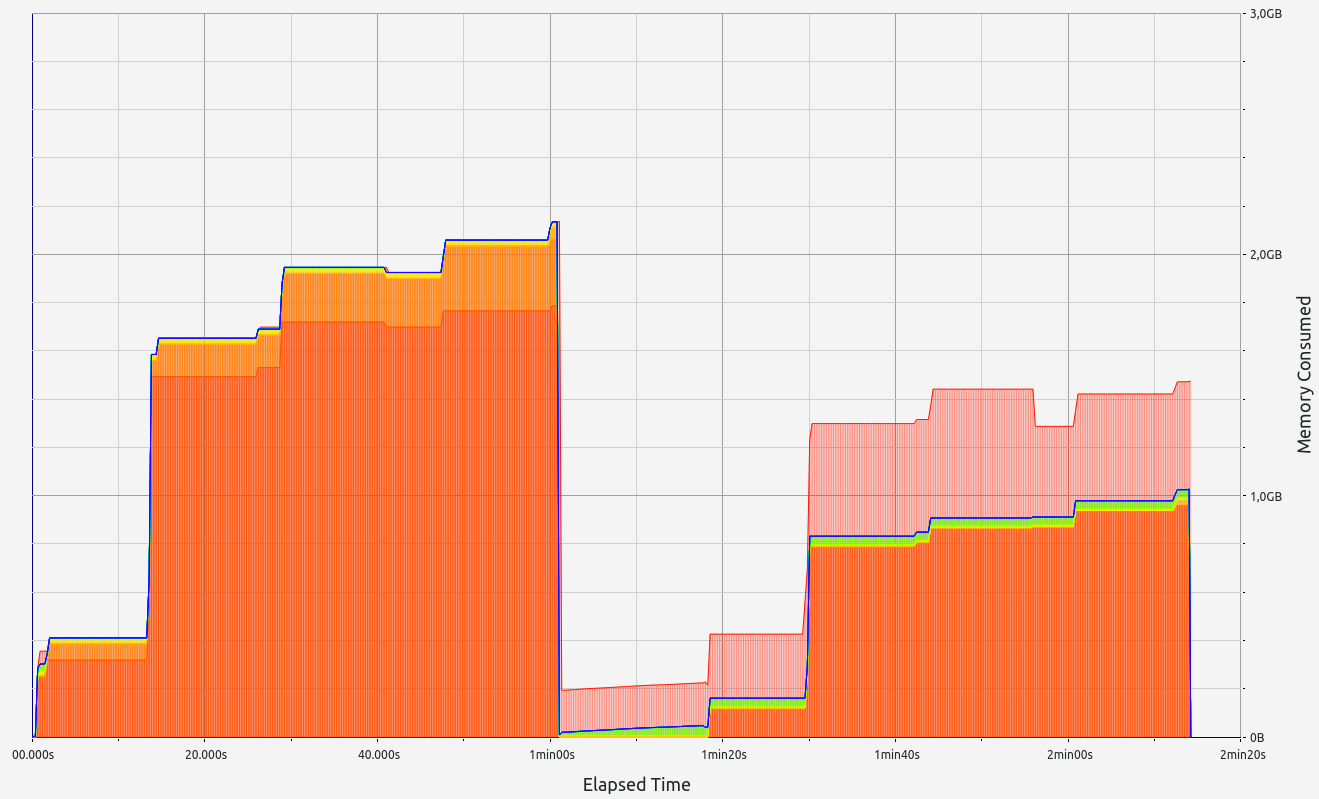 3,0GB
2,0GB
1,0GB
0B
Memory Consumed
00.000s 20.000s 40.000s 1min00s 1min20s 1min40s 2min00s 2min20s
Elapsed Time